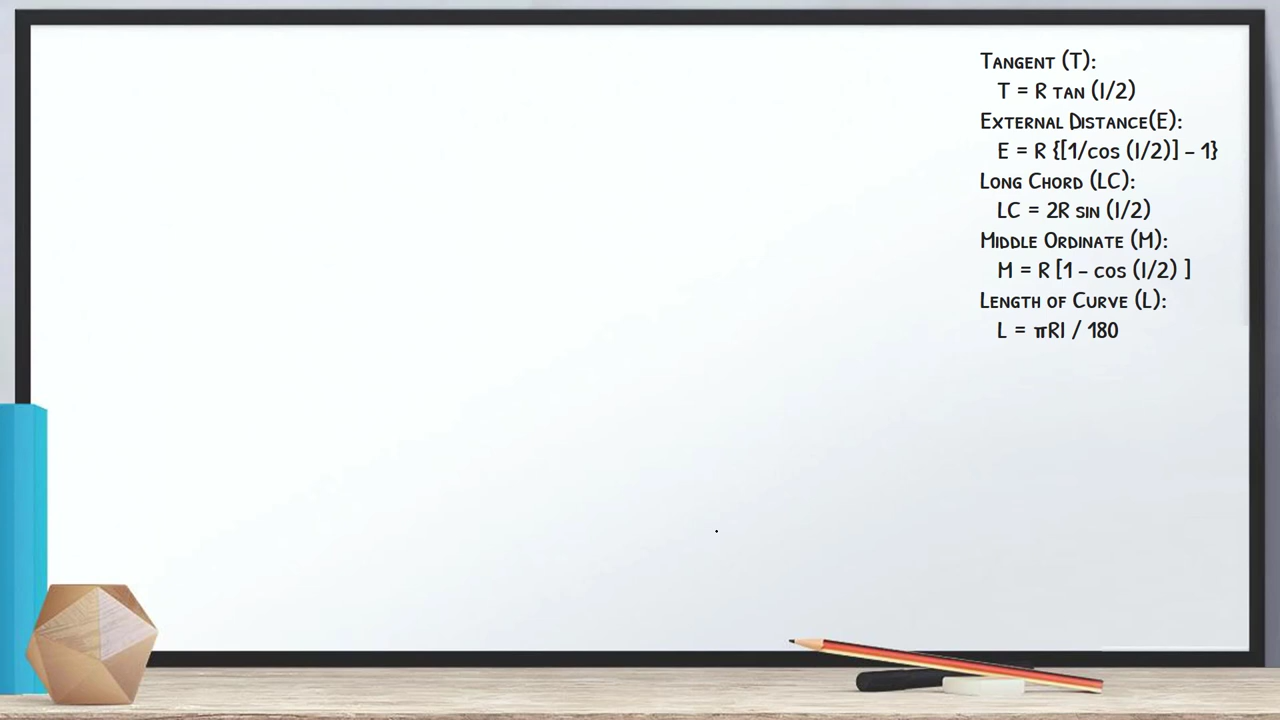 Tangent (T):
T = R tan (I/2)
External Distance(E):
E = R {[1/cos (I/2)] – 1}
Long Chord (LC):
LC = 2R sin (I/2)
Middle Ordinate (M):
M = R [1 – cos (I/2) ]
Length of Curve (L):
L = πRI / 180